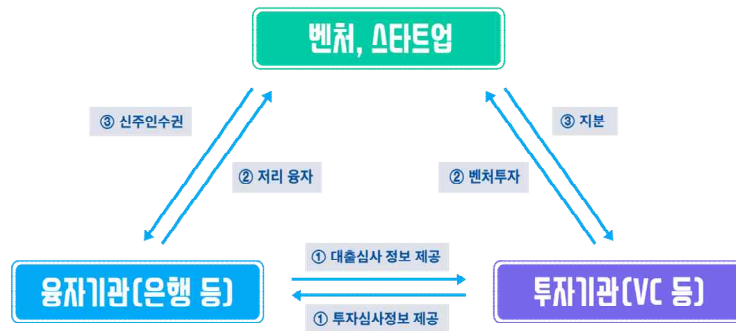 벤처, 스타트업
③ 신주인수권
③ 지분
② 저리 융자
② 벤처투자
① 대출심사 정보 제공
융자기관(은행 등)
투자기관(VC 등)
① 투자심사정보 제공